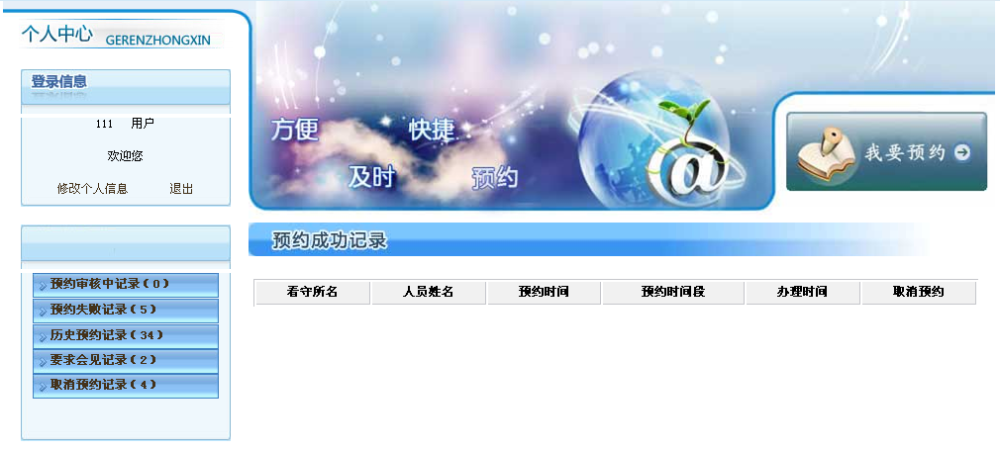 个人中心 GERENZHONGXIN
登录信息
111 用户
欢迎您
修改个人信息 退出
预约审核中记录(0)
预约失败记录(5)
历史预约记录(34)
要求会见记录(2)
取消预约记录(4)
方便 快捷
及时 预约
@
我要预约
预约成功记录
看守所名 人员姓名 预约时间 预约时间段 办理时间 取消预约